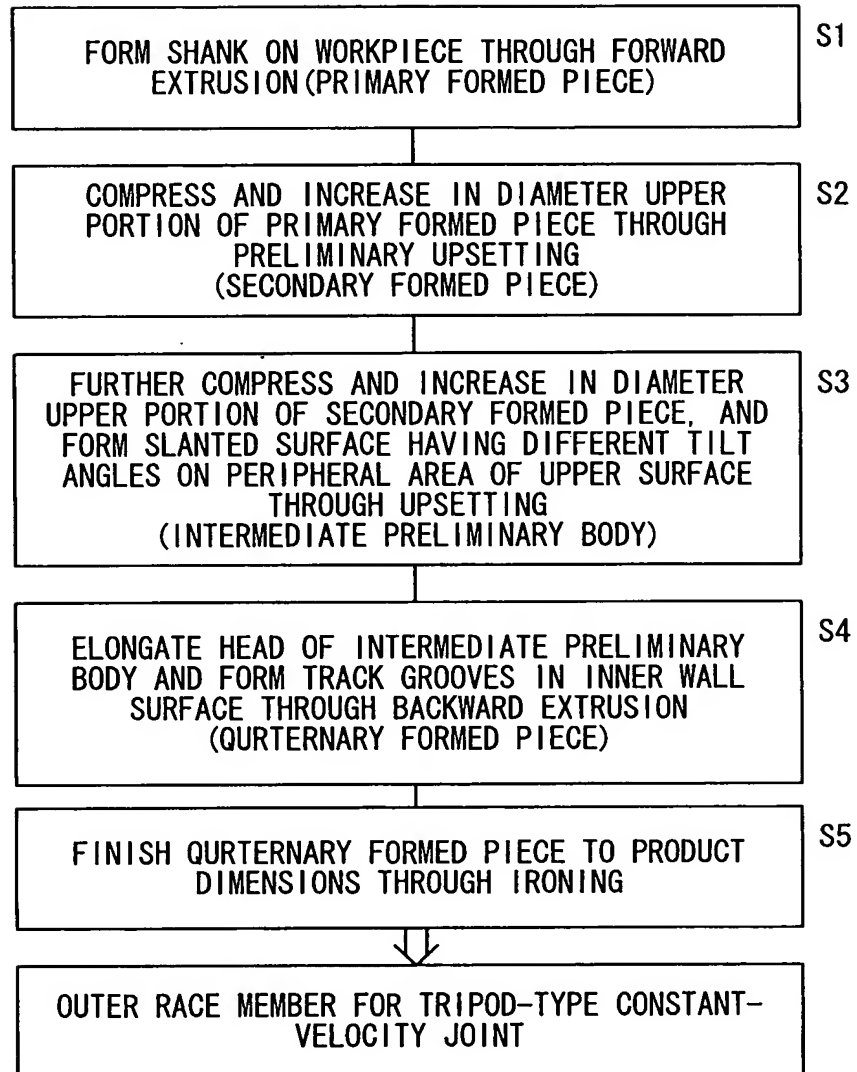 FORM SHANK ON WORKPIECE THROUGH FORWARD
EXTRUSION(PRIMARY FORMED PIECE)
S1
COMPRESS AND INCREASE IN DIAMETER UPPER
PORTION OF PRIMARY FORMED PIECE THROUGH
PRELIMINARY UPSETTING
(SECONDARY FORMED PIECE)
S2
FURTHER COMPRESS AND INCREASE IN DIAMETER
UPPER PORTION OF SECONDARY FORMED PIECE, AND
FORM SLANTED SURFACE HAVING DIFFERENT TILT
ANGLES ON PERIPHERAL AREA OF UPPER SURFACE
THROUGH UPSETTING
(INTERMEDIATE PRELIMINARY BODY)
S3
ELONGATE HEAD OF INTERMEDIATE PRELIMINARY
BODY AND FORM TRACK GROOVES IN INNER WALL
SURFACE THROUGH BACKWARD EXTRUSION
(QURTERNARY FORMED PIECE)
S4
FINISH QURTERNARY FORMED PIECE TO PRODUCT
DIMENSIONS THROUGH IRONING
S5
OUTER RACE MEMBER FOR TRIPOD-TYPE CONSTANT-
VELOCITY JOINT